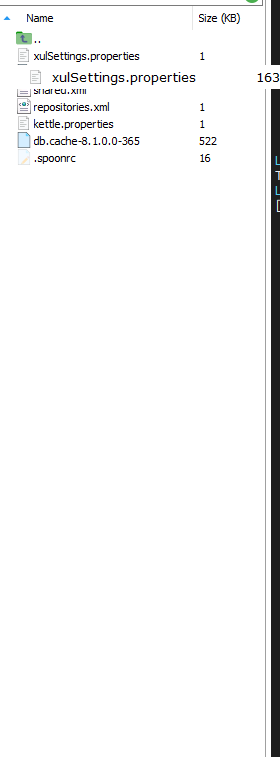 Name Size (KB)
..
xulSettings.properties 1
xulSettings.properties 163
shared.xml
repositories.xml 1
kettle.properties 1
db.cache-8.1.0.0-365 522
.spoonrc 16